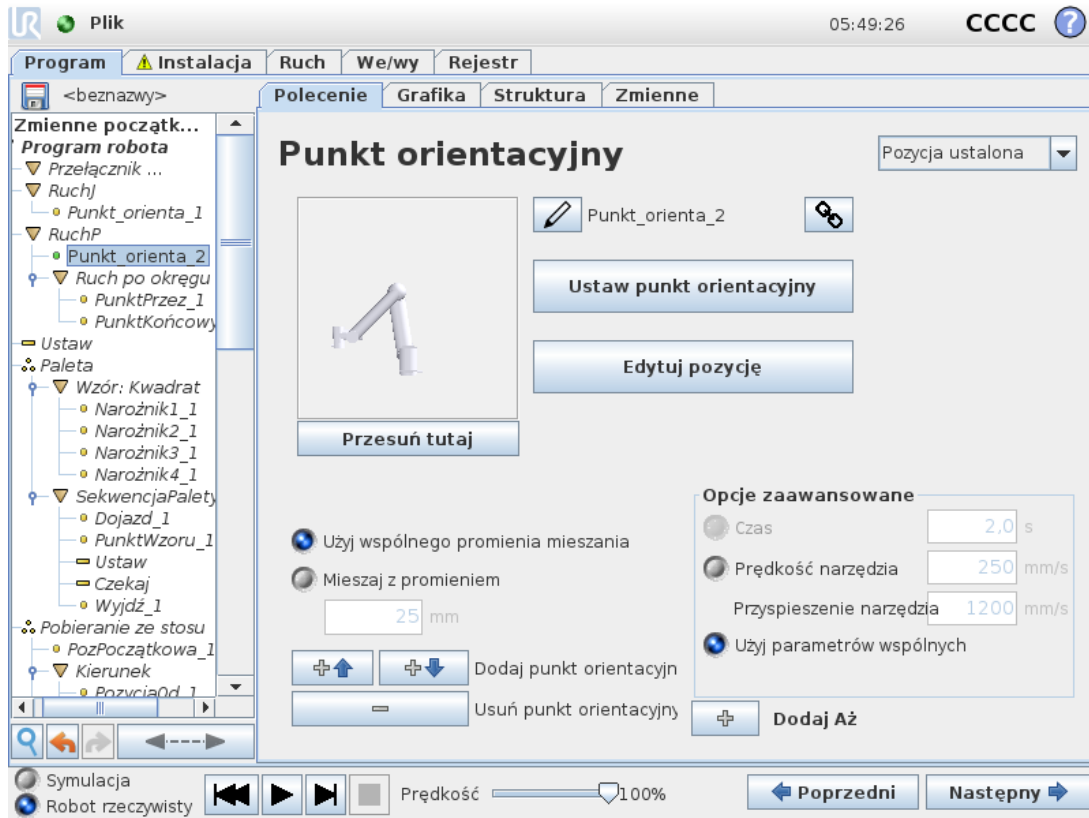 UR Plik 05:49:26 CCCC ?
Program Instalacja Ruch We/wy Rejestr
<beznazwy> Polecenie Grafika Struktura Zmienne
Zmienne początk...
Program robota
Przełącznik ...
RuchJ
Punkt_orienta_1
RuchP
Punkt_orienta_2
Ruch po okręgu
PunktPrzez_1
PunktKońcowy
Ustaw
Paleta
Wzór: Kwadrat
Narożnik1_1
Narożnik2_1
Narożnik3_1
Narożnik4_1
SekwencjaPalety
Dojazd_1
PunktWzoru_1
Ustaw
Czekaj
Wyjdź_1
Pobieranie ze stosu
PozPoczątkowa_1
Kierunek
PozycjaOd_1
Punkt orientacyjny
Pozycja ustalona
Punkt_orienta_2
Ustaw punkt orientacyjny
Edytuj pozycję
Przesuń tutaj
Użyj wspólnego promienia mieszania
Mieszaj z promieniem
25 mm
Dodaj punkt orientacyjn
Usuń punkt orientacyjny
Opcje zaawansowane
Czas 2,0 s
Prędkość narzędzia 250 mm/s
Przyspieszenie narzędzia 1200 mm/s
Użyj parametrów wspólnych
Dodaj Aż
Symulacja
Robot rzeczywisty
Prędkość 100%
Poprzedni
Następny